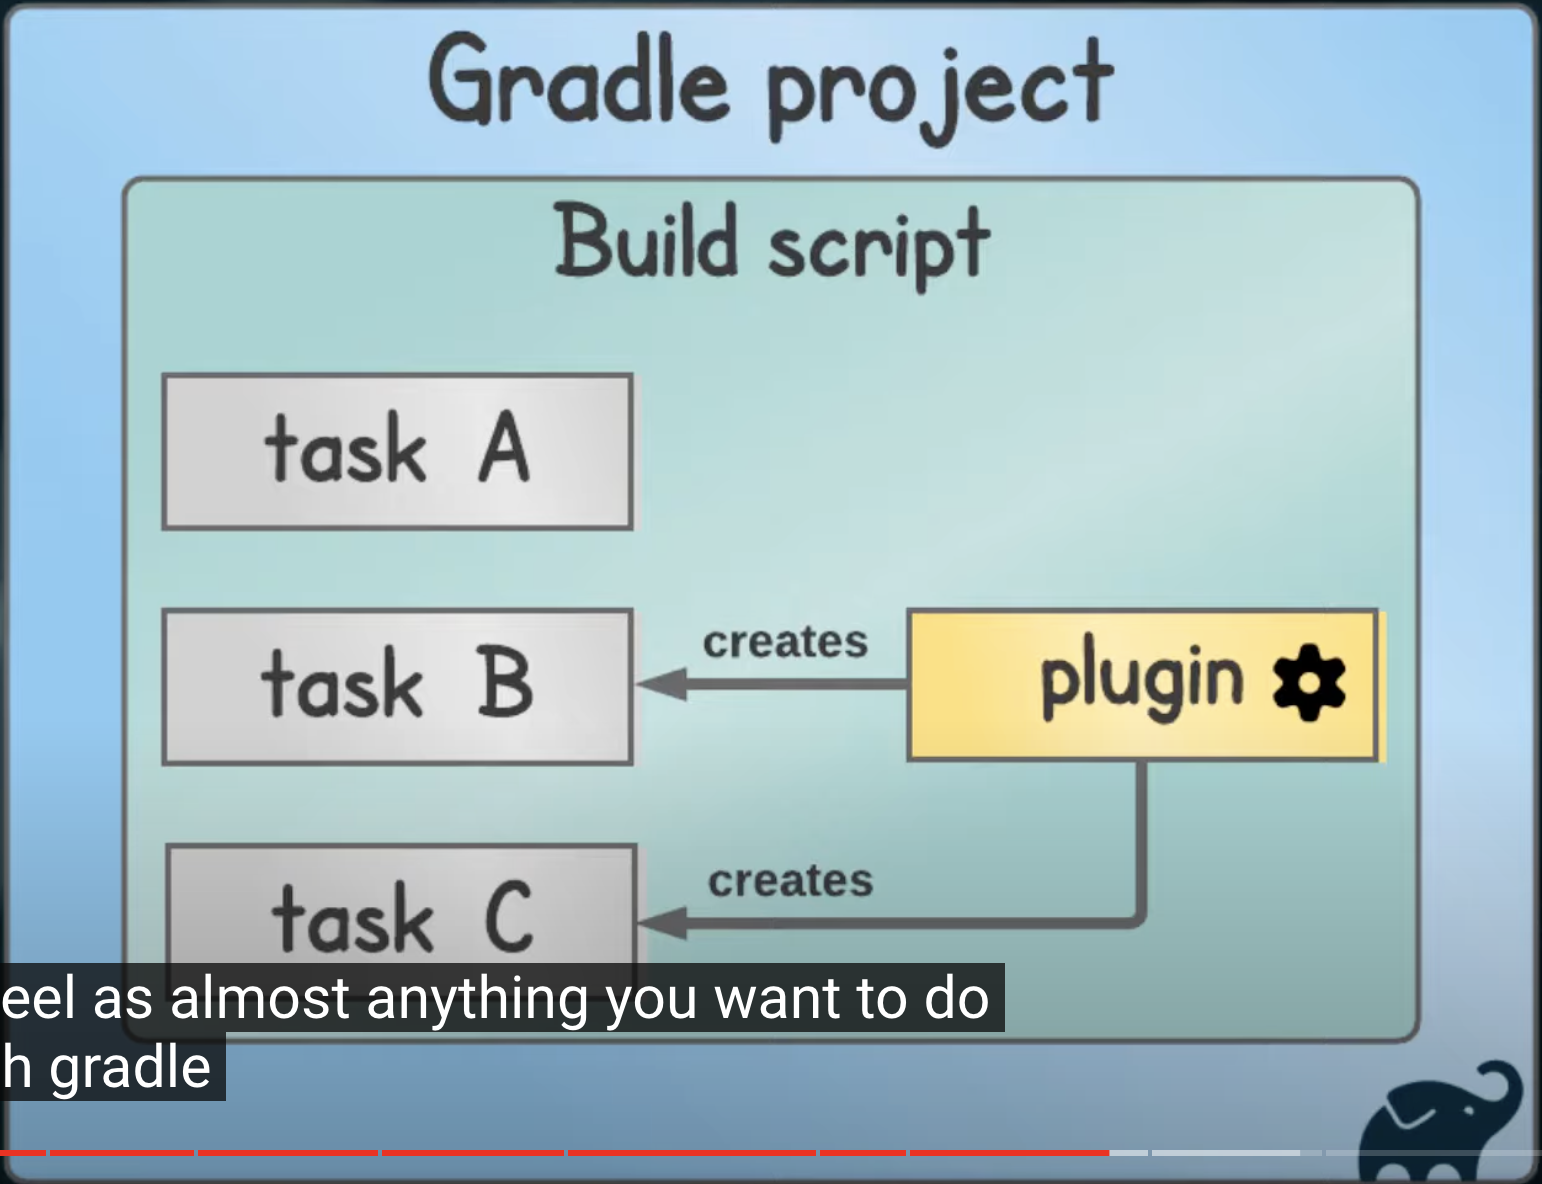 Gradle project
Build script
task A
task B
creates
plugin
task C
creates
eel as almost anything you want to do
h gradle